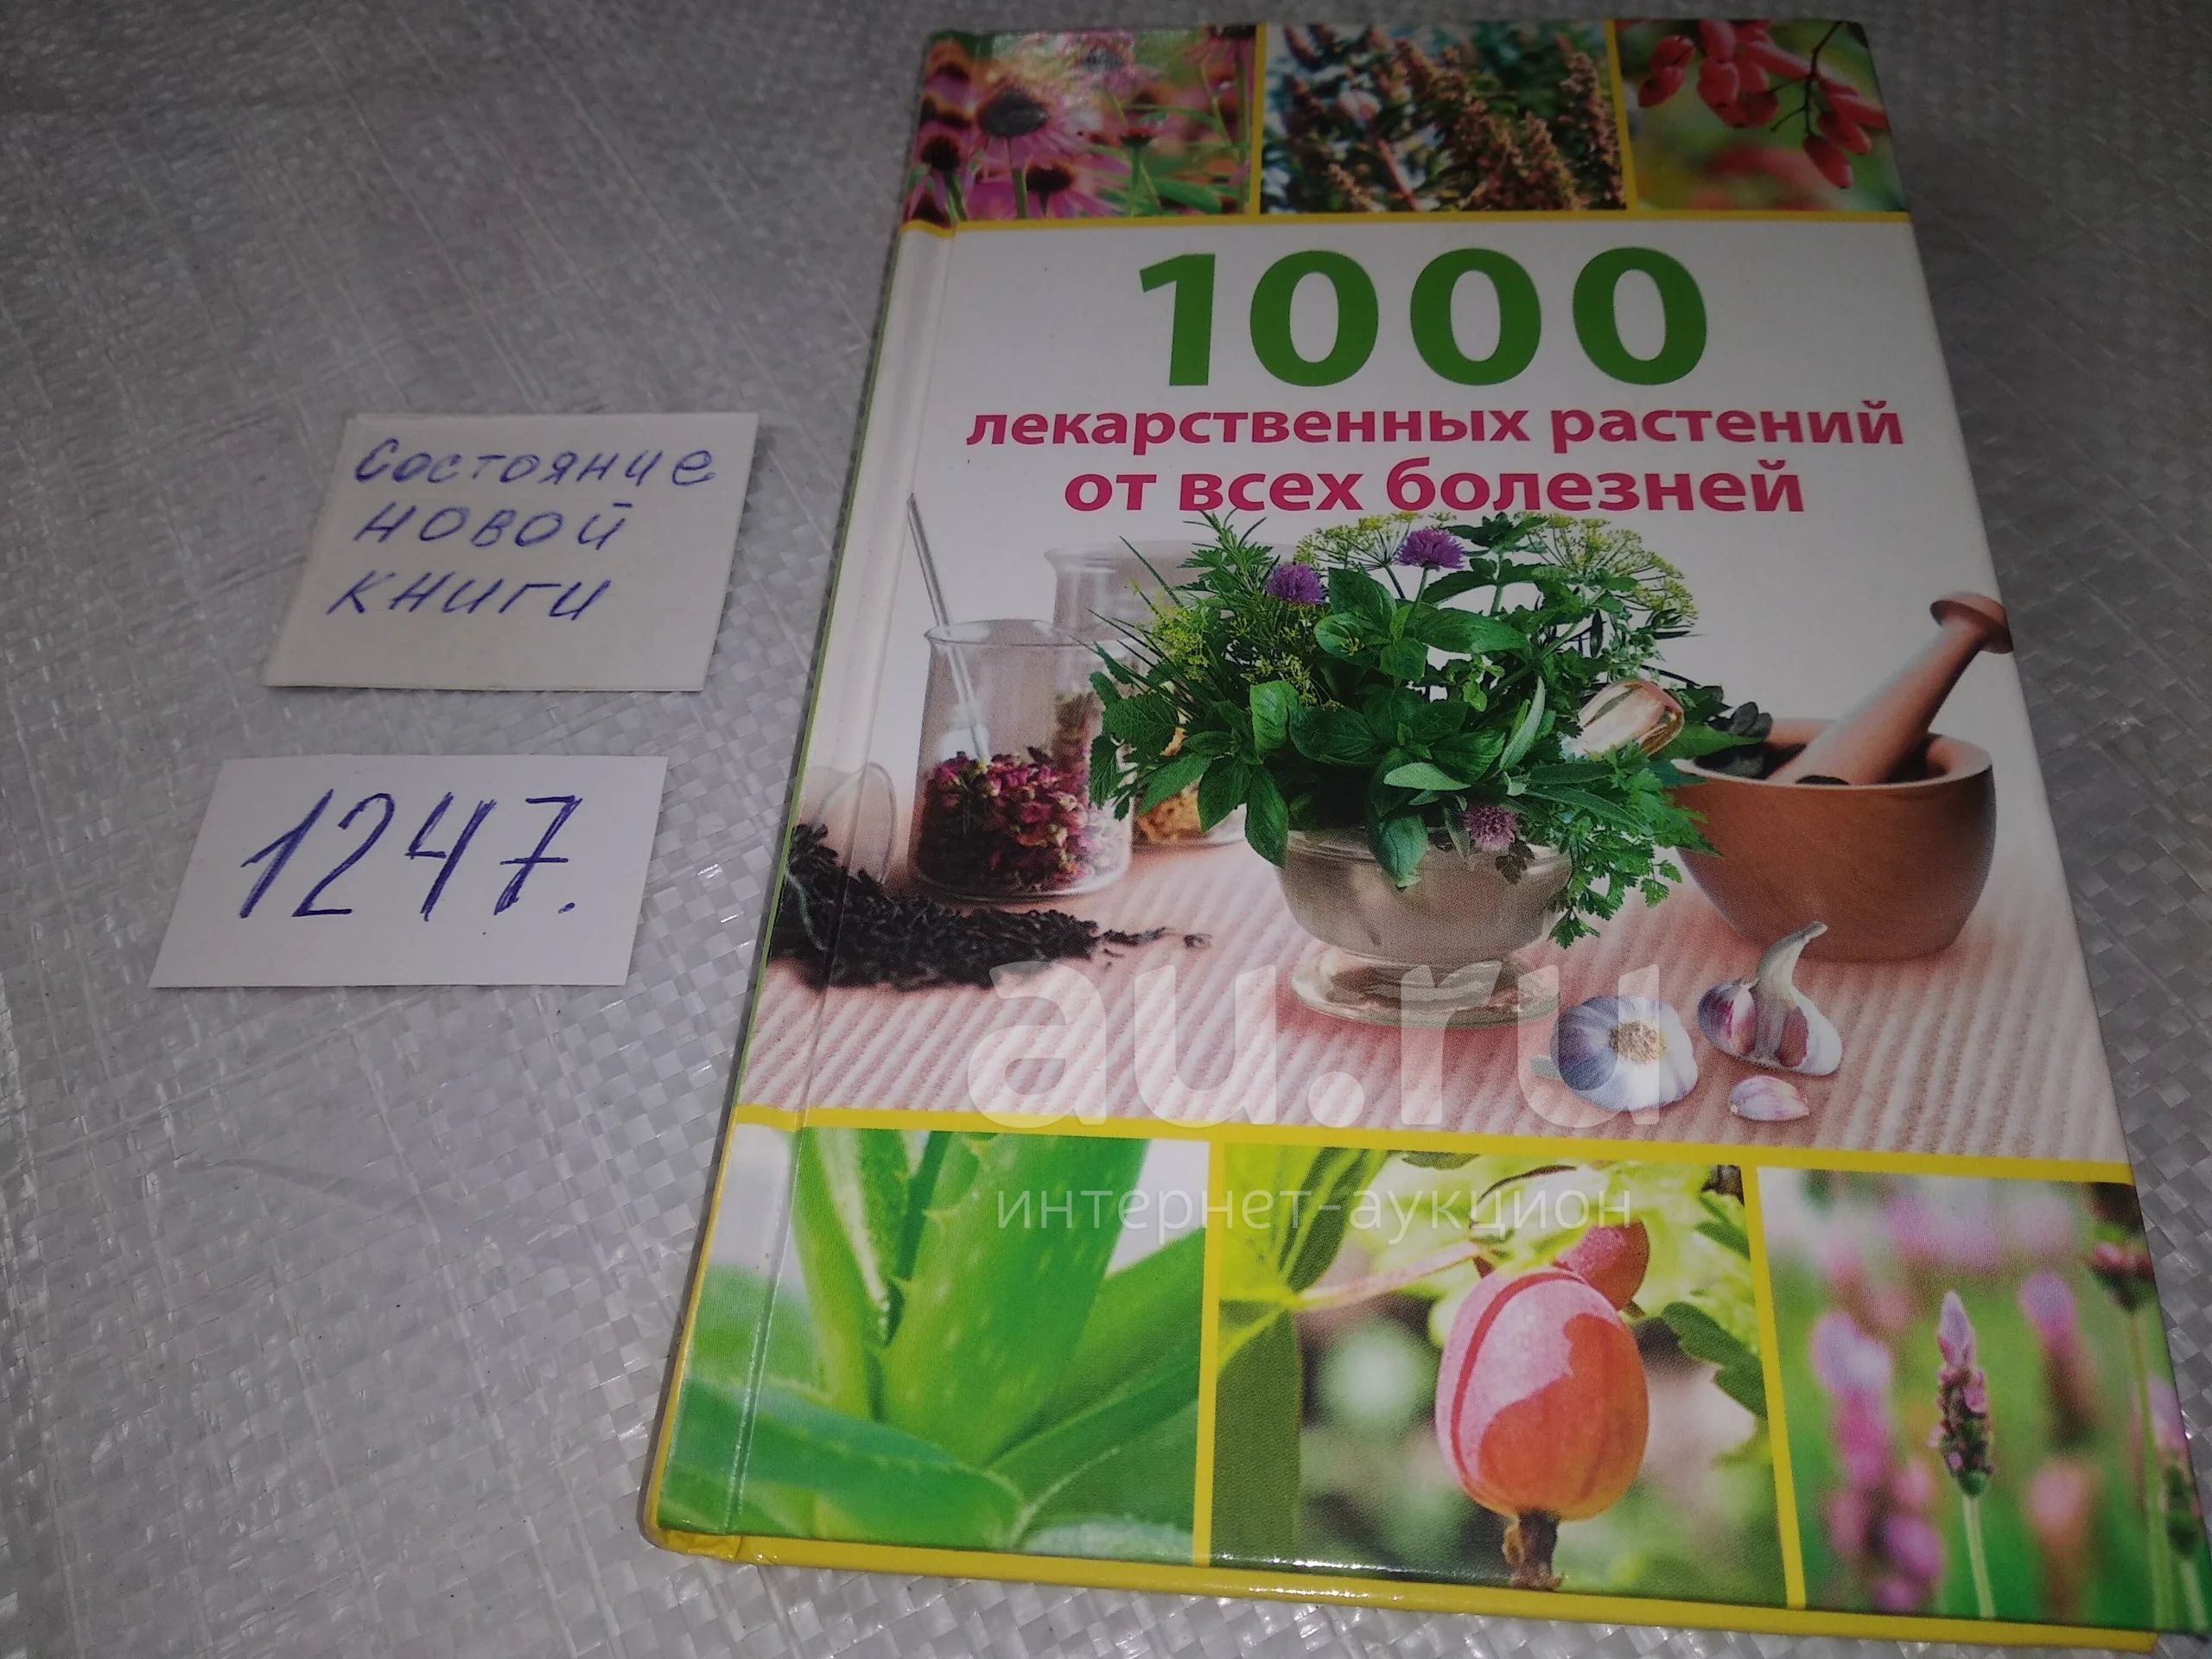 Состояние
новой
книги
1247.
1000
лекарственных растений
от всех болезней
au.ru
интернет-аукцион